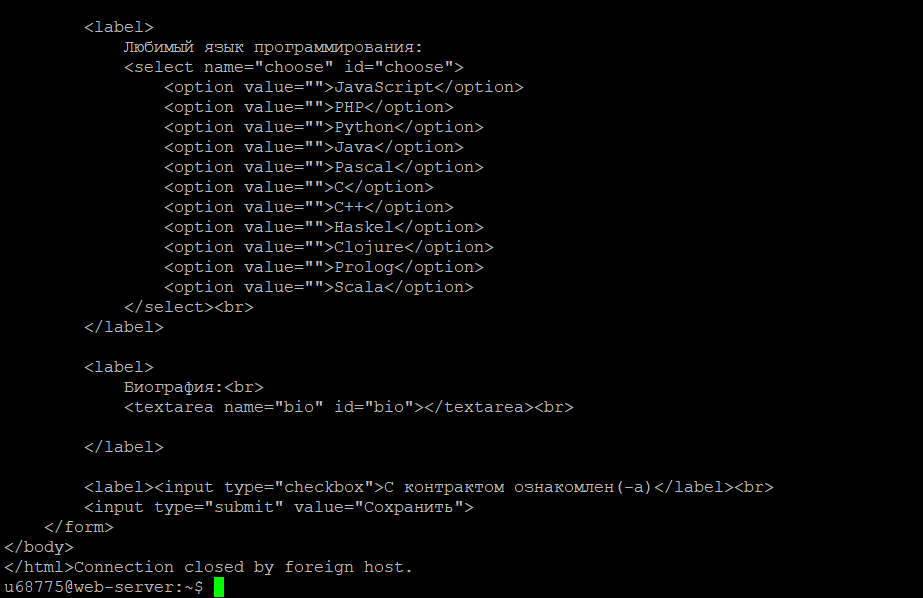 <label>
Любимый язык программирования:
<select name="choose" id="choose">
<option value="">JavaScript</option>
<option value="">PHP</option>
<option value="">Python</option>
<option value="">Java</option>
<option value="">Pascal</option>
<option value="">C</option>
<option value="">C++</option>
<option value="">Haskel</option>
<option value="">Clojure</option>
<option value="">Prolog</option>
<option value="">Scala</option>
</select><br>
</label>
<label>
Биография:<br>
<textarea name="bio" id="bio"></textarea><br>
</label>
<label><input type="checkbox">С контрактом ознакомлен(-а)</label><br>
<input type="submit" value="Сохранить">
</form>
</body>
</html>Connection closed by foreign host.
u68775@web-server:~$